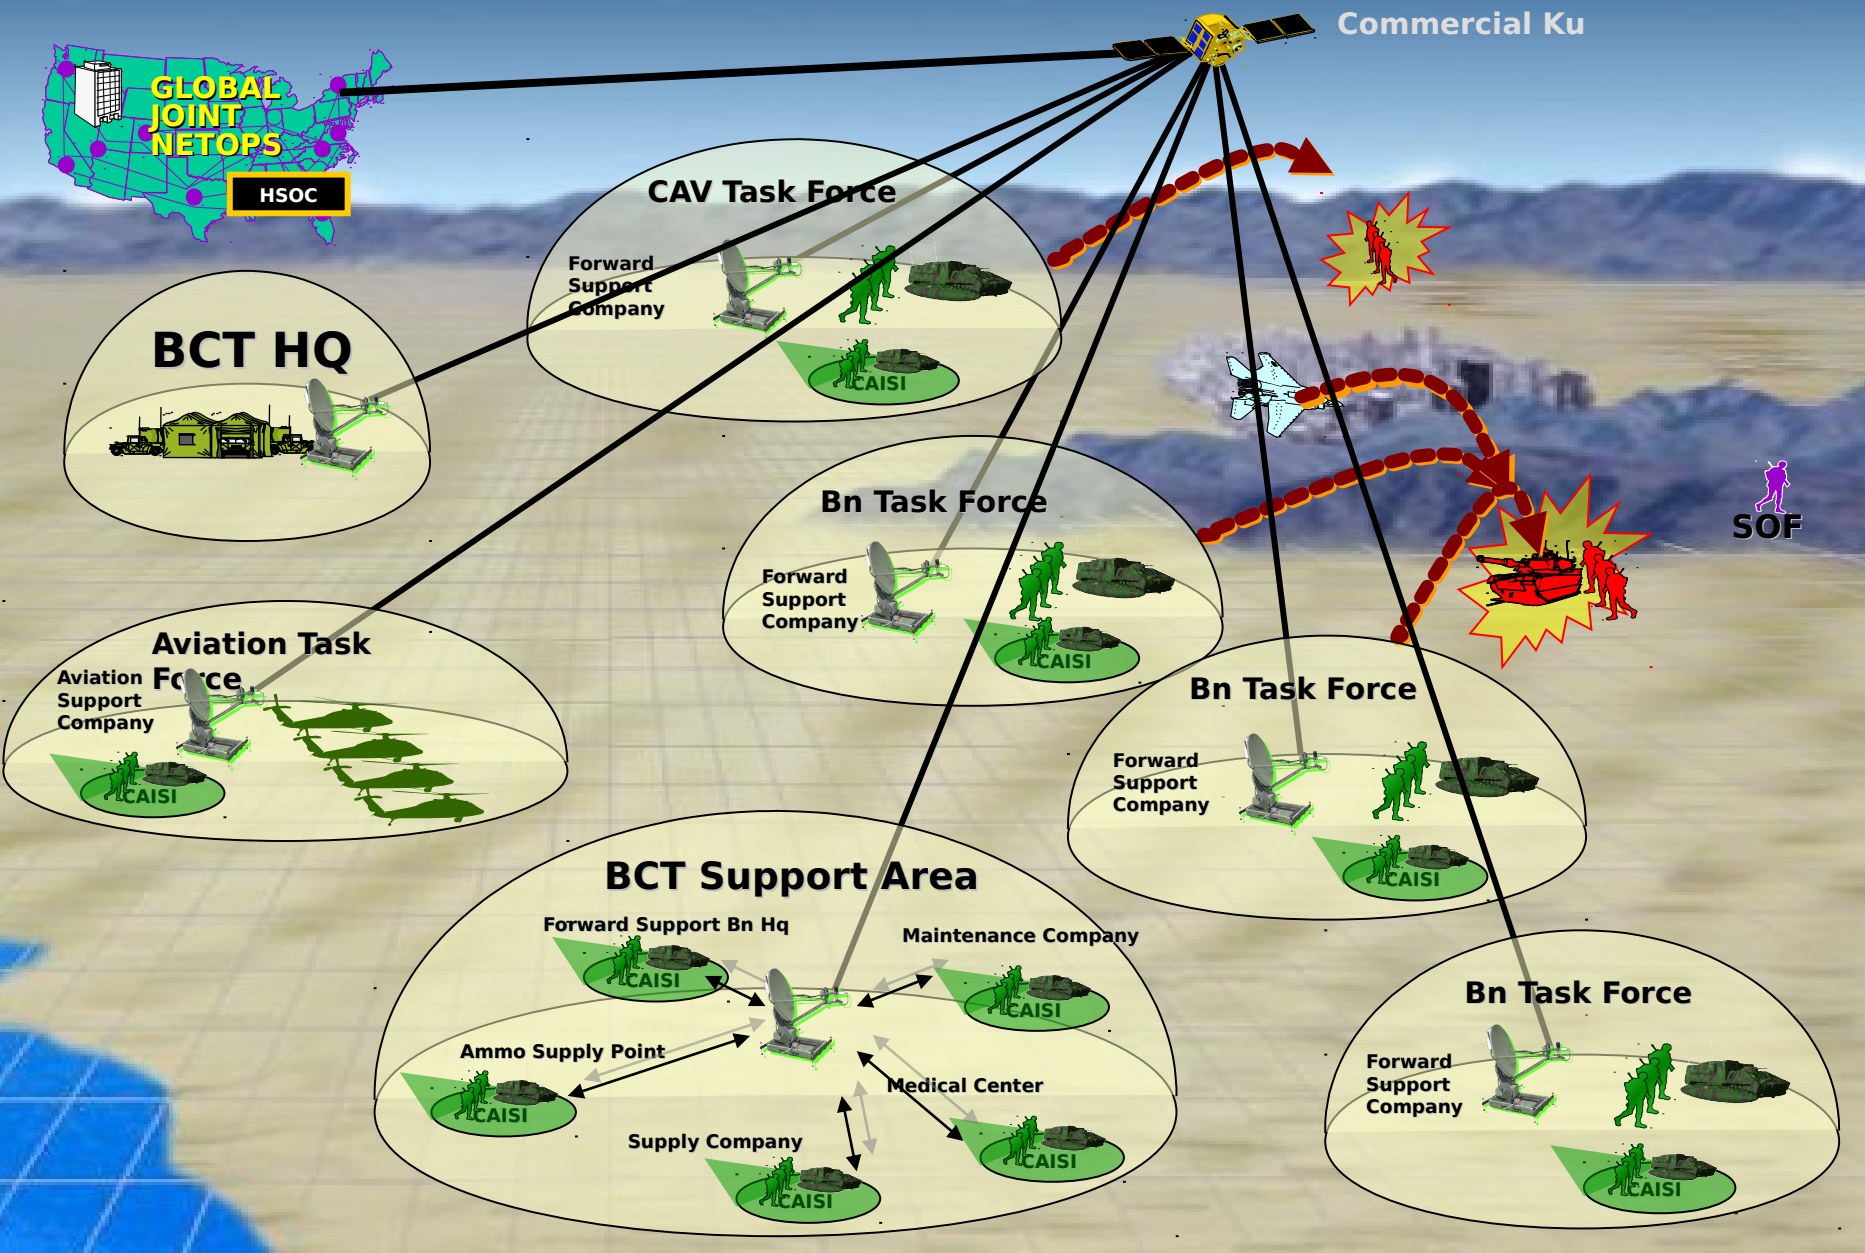 Commercial Ku
GLOBAL
JOINT
NETOPS
HSOC
CAV Task Force
Forward
Support
Company
CAISI
BCT HQ
Bn Task Force
Forward
Support
Company
CAISI
SOF
Aviation Task
Force
Aviation
Support
Company
CAISI
Bn Task Force
Forward
Support
Company
CAISI
BCT Support Area
Forward Support Bn Hq
CAISI
Maintenance Company
CAISI
Ammo Supply Point
CAISI
Medical Center
CAISI
Supply Company
CAISI
Bn Task Force
Forward
Support
Company
CAISI